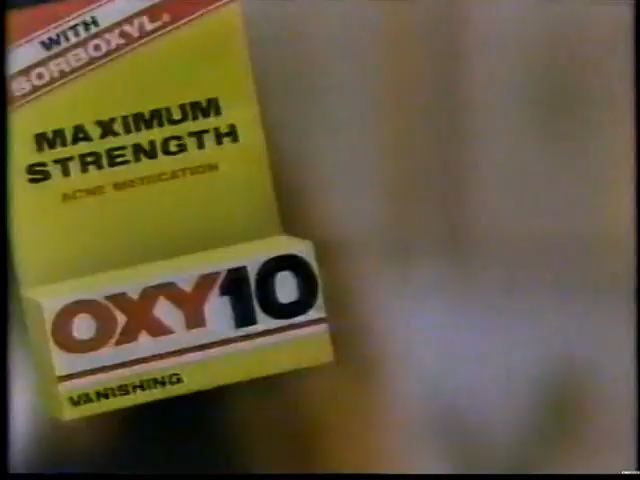 WITH
SORBOXYL®
MAXIMUM
STRENGTH
ACNE MEDICATION
OXY10
VANISHING